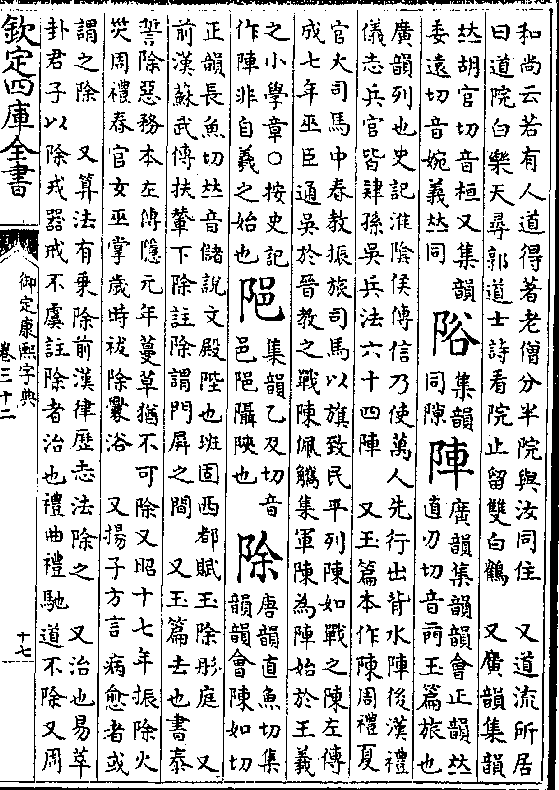 和尚云若有人道得著老僧分半院與汝同住　又道流所居
曰道院白樂天尋郭道士詩看院止留雙白鶴　又廣韻集韻
𠀤胡官切音桓又集韻
委遠切音婉義𠀤同
集韻
同隙
陣
廣韻集韻韻會正韻𠀤
直刃切音玉篇旅也
廣韻列也史記淮陰侯傳信乃使萬人先行出背水陣後漢禮
儀志兵官皆肄孫吳兵法六十四陣　又玉篇本作陳周禮夏
官大司馬中春教振旅司馬以旗致民平列陳如戰之陳左傳
成七年巫臣通吳於晉教之戰陳佩觿集軍陳為陣始於王義
之小學章○按史記
作陣非自義之始也
集韻乙及切音
邑隔陜也
除
唐韻直魚切集
韻韻會陳如切
正韻長魚切𠀤音儲說文殿陛也班固西都賦玉除彤庭　又
前漢蘇武傳扶輦下除註除謂門屏之間　又玉篇去也書泰
誓除惡務本左傳隱元年蔓草猶不可除又昭十七年振除火
災周禮春官女巫掌歲時祓除釁浴　又揚子方言病愈者或
謂之除　又算法有乗除前漢律歷志法除之　又治也易萃
卦君子以除戎器戒不虞註除者治也禮曲禮馳道不除又周
欽定四庫全書
御定康熙字典
卷三十二
十七